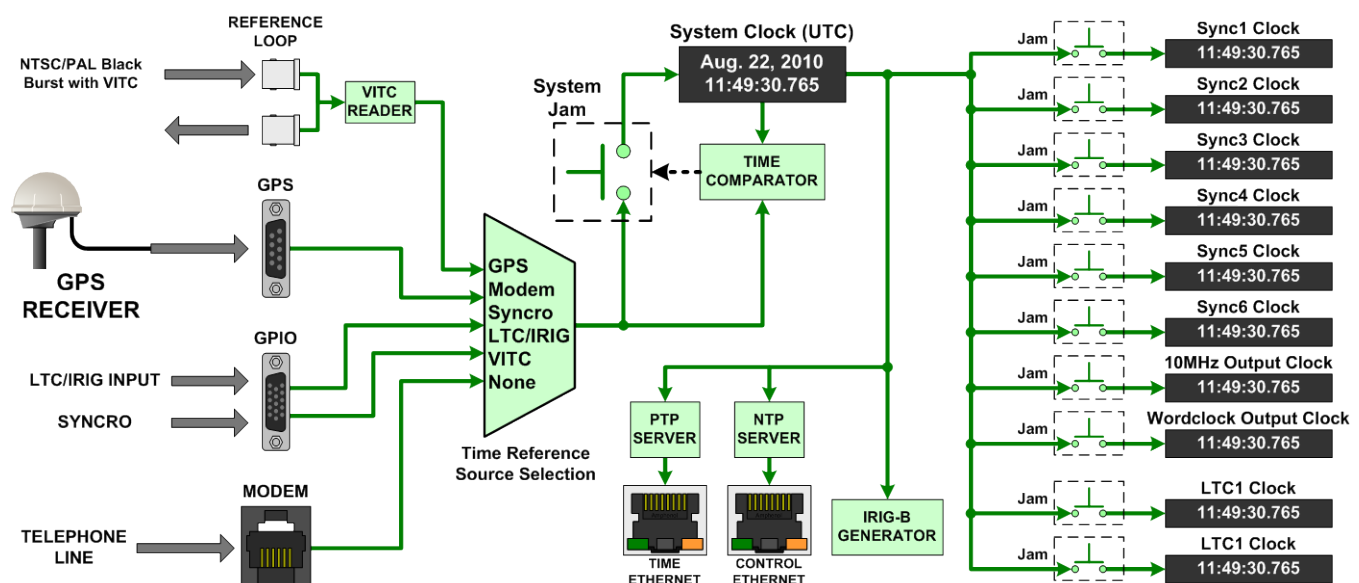 REFERENCE
LOOP
NTSC/PAL Black
Burst with VITC
VITC
READER
GPS
GPS
RECEIVER
GPIO
LTC/IRIG INPUT
SYNCRO
MODEM
TELEPHONE
LINE
GPS
Modem
Syncro
LTC/IRIG
VITC
None
Time Reference
Source Selection
System
Jam
System Clock (UTC)
Aug. 22, 2010
11:49:30.765
TIME
COMPARATOR
PTP
SERVER
NTP
SERVER
TIME
ETHERNET
CONTROL
ETHERNET
IRIG-B
GENERATOR
Jam
Sync1 Clock
11:49:30.765
Jam
Sync2 Clock
11:49:30.765
Jam
Sync3 Clock
11:49:30.765
Jam
Sync4 Clock
11:49:30.765
Jam
Sync5 Clock
11:49:30.765
Jam
Sync6 Clock
11:49:30.765
Jam
10MHz Output Clock
11:49:30.765
Jam
Wordclock Output Clock
11:49:30.765
Jam
LTC1 Clock
11:49:30.765
Jam
LTC1 Clock
11:49:30.765